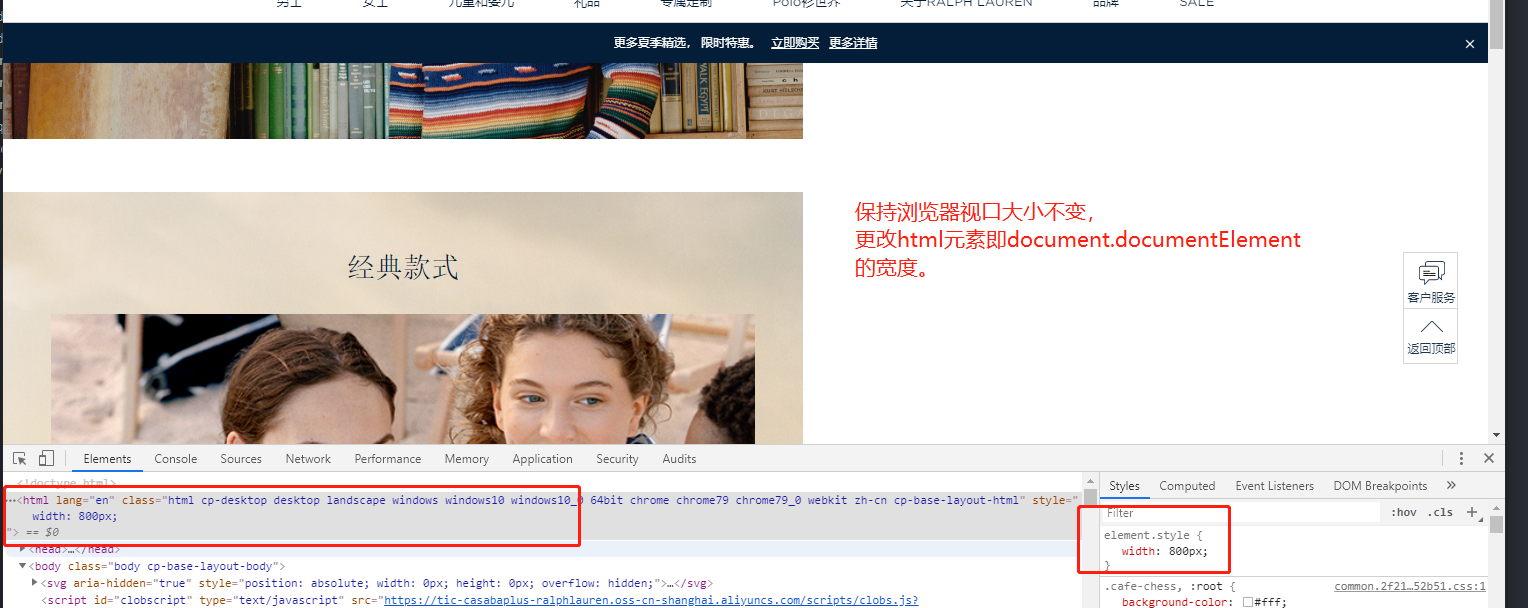 男士 女士 儿童和婴儿 礼品 专属定制 Polo衫世界 关于RALPH LAUREN 品牌 SALE
更多夏季精选， 限时特惠。 立即购买 更多详情 ×
保持浏览器视口大小不变，
更改html元素即document.documentElement
的宽度。
经典款式
客户服务
返回顶部
Elements Console Sources Network Performance Memory Application Security Audits
Styles Computed Event Listeners DOM Breakpoints »
<!doctype html>
…<html lang="en" class="html cp-desktop desktop landscape windows windows10 windows10_0 64bit chrome chrome79 chrome79_0 webkit zh-cn cp-base-layout-html" style="
width: 800px;
"> == $0
<head>…</head>
<body class="body cp-base-layout-body">
<svg aria-hidden="true" style="position: absolute; width: 0px; height: 0px; overflow: hidden;">…</svg>
<script id="clobscript" type="text/javascript" src="https://tic-casabaplus-ralphlauren.oss-cn-shanghai.aliyuncs.com/scripts/clobs.js?
Filter :hov .cls +
element.style {
width: 800px;
}
.cafe-chess, :root { common.2f21…52b51.css:1
background-color: #fff;